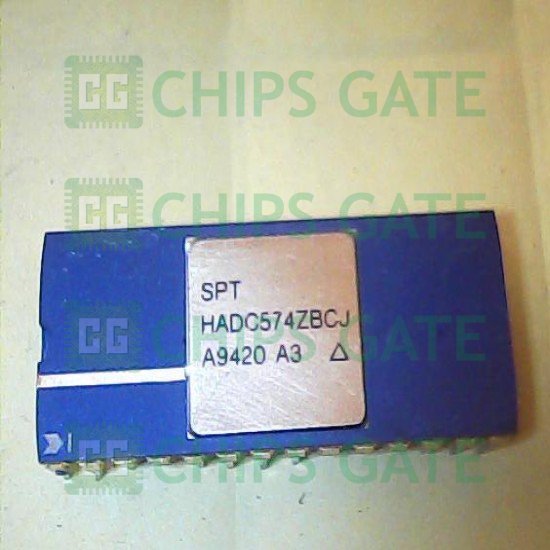 CG CHIPS GATE
CG CHIPS GATE
SPT
HADC574ZBCJ
A9420 A3 △
CG CHIPS GATE
CG CHIPS GATE